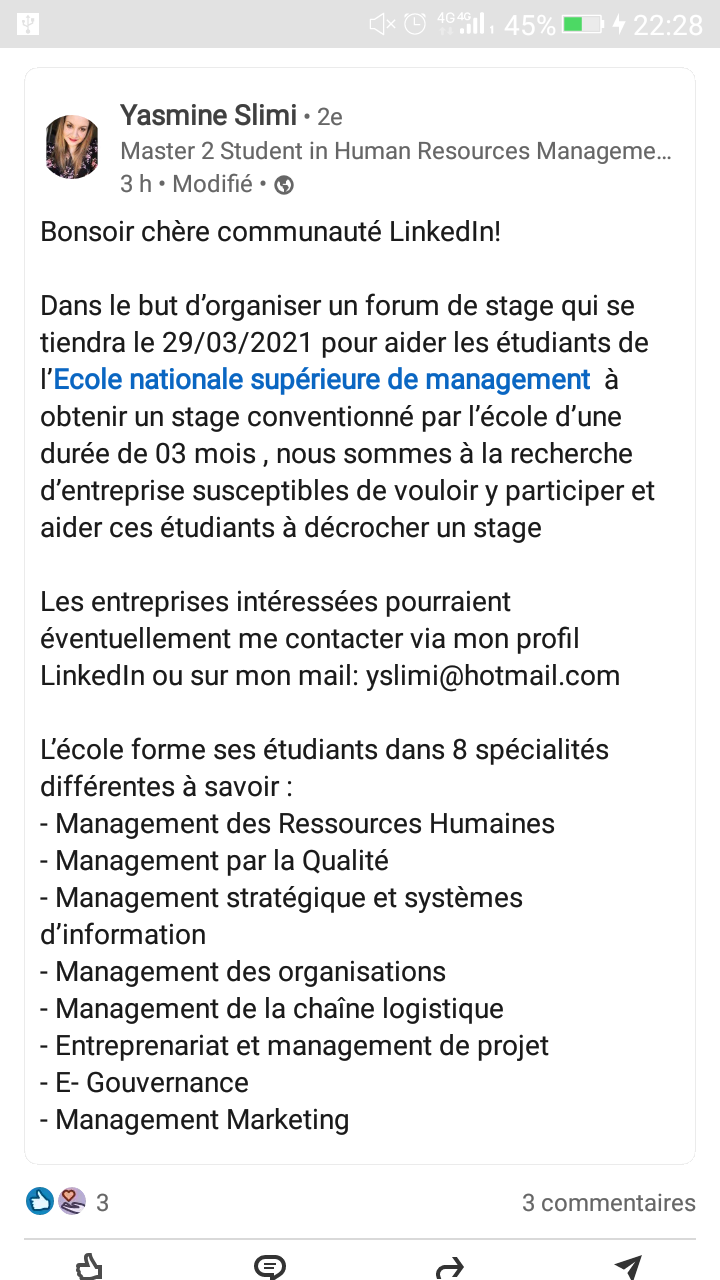 4G 4G 45% 22:28
Yasmine Slimi • 2e
Master 2 Student in Human Resources Manageme...
3 h • Modifié •
Bonsoir chère communauté LinkedIn!
Dans le but d’organiser un forum de stage qui se
tiendra le 29/03/2021 pour aider les étudiants de
l’Ecole nationale supérieure de management à
obtenir un stage conventionné par l’école d’une
durée de 03 mois , nous sommes à la recherche
d’entreprise susceptibles de vouloir y participer et
aider ces étudiants à décrocher un stage
Les entreprises intéressées pourraient
éventuellement me contacter via mon profil
LinkedIn ou sur mon mail: yslimi@hotmail.com
L’école forme ses étudiants dans 8 spécialités
différentes à savoir :
- Management des Ressources Humaines
- Management par la Qualité
- Management stratégique et systèmes
d’information
- Management des organisations
- Management de la chaîne logistique
- Entreprenariat et management de projet
- E- Gouvernance
- Management Marketing
3 3 commentaires